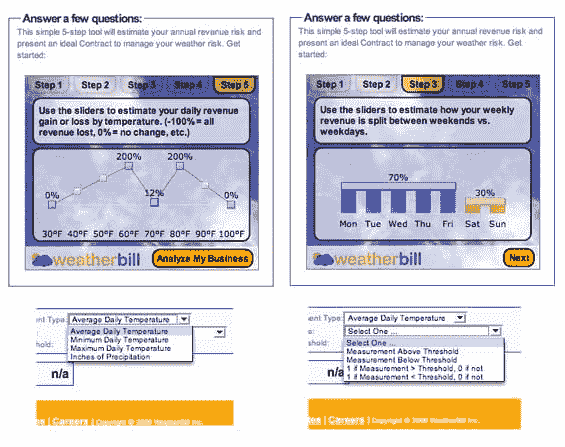 Answer a few questions:
This simple 5-step tool will estimate your annual revenue risk and
present an ideal Contract to manage your weather risk. Get
started:
Step 1 Step 2 Step 3 Step 4 Step 5
Use the sliders to estimate your daily revenue
gain or loss by temperature. (-100% = all
revenue lost, 0% = no change, etc.)
200% 200%
0% 12% 0%
30°F 40°F 50°F 60°F 70°F 80°F 90°F 100°F
weatherbill Analyze My Business
ent Type: Average Daily Temperature
Average Daily Temperature
Minimum Daily Temperature
shold: Maximum Daily Temperature
Inches of Precipitation
n/a
tes | Careers | Copyright © 2006 WeatherBill Inc.
Answer a few questions:
This simple 5-step tool will estimate your annual revenue risk and
present an ideal Contract to manage your weather risk. Get
started:
Step 1 Step 2 Step 3 Step 4 Step 5
Use the sliders to estimate how your weekly
revenue is split between weekends vs.
weekdays.
70%
30%
Mon Tue Wed Thu Fri Sat Sun
weatherbill Next
ent Type: Average Daily Temperature
e: Select One ...
shold: Select One ...
Measurement Above Threshold
Measurement Below Threshold
1 if Measurement > Threshold, 0 if not
n/a 1 if Measurement < Threshold, 0 if not
tes | Careers | Copyright © 2006 WeatherBill Inc.